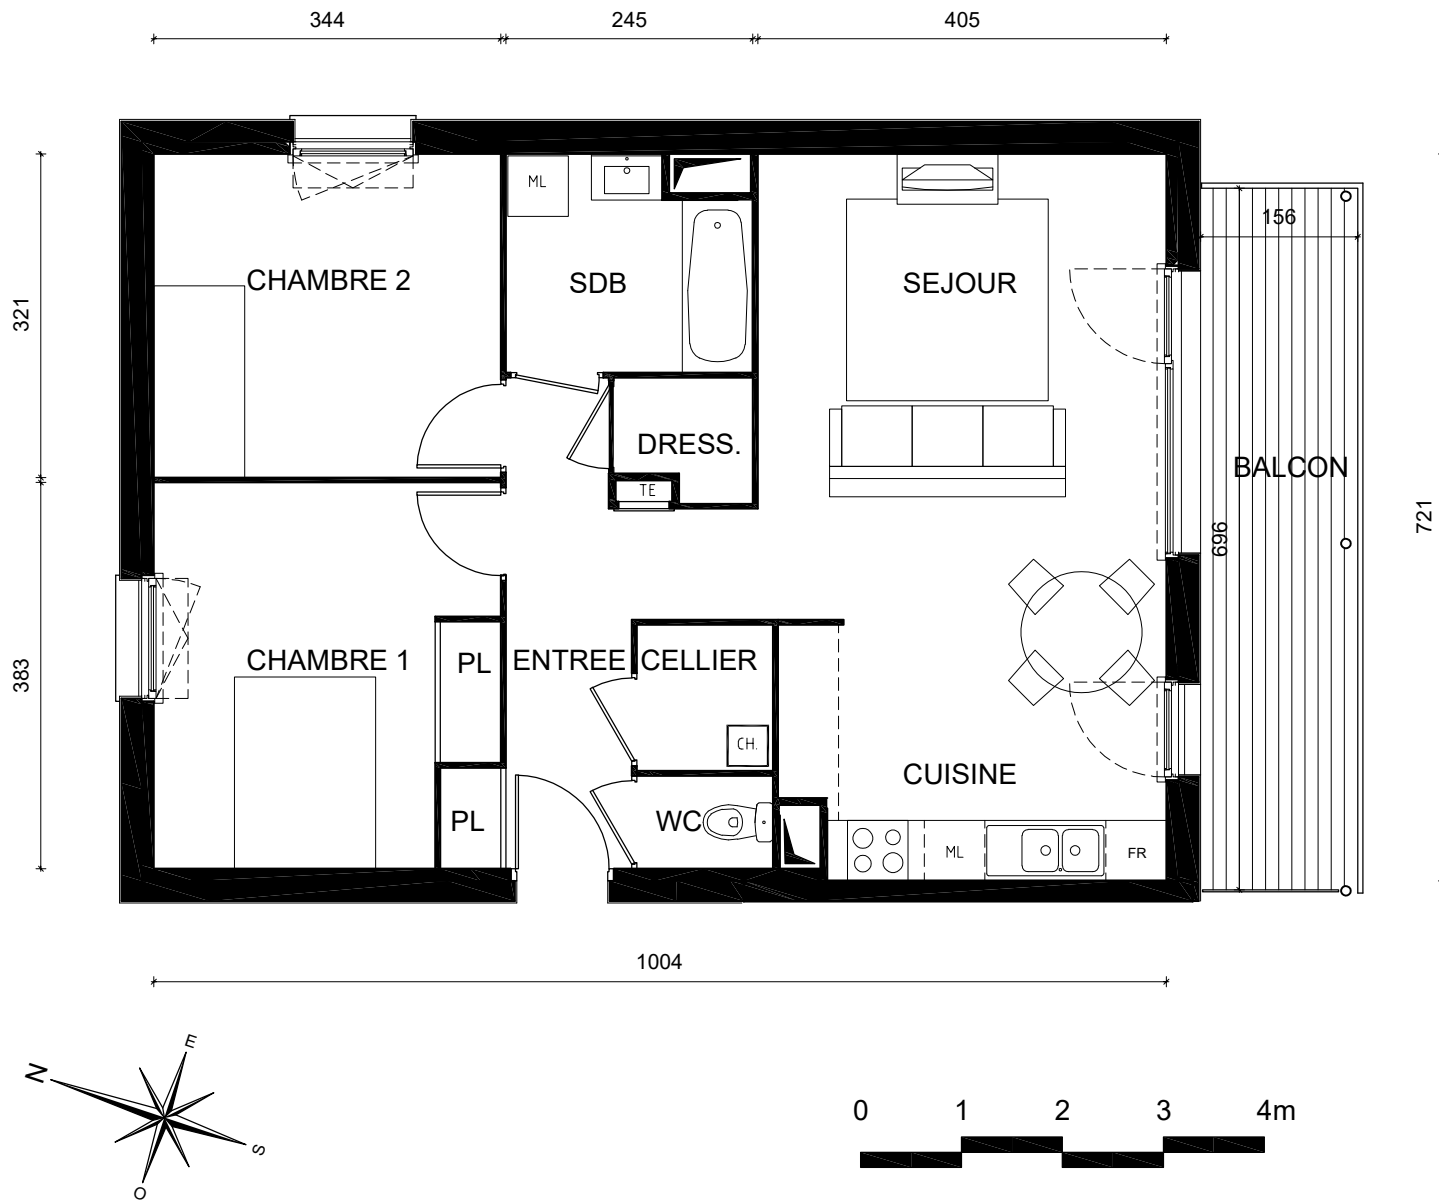 344
245
405
156
ML
CHAMBRE 2
SDB
SEJOUR
321
DRESS.
BALCON
TE
721
696
CHAMBRE 1
PL
ENTREE
CELLIER
383
CH.
CUISINE
PL
WC
ML
FR
1004
N
E
S
O
0 1 2 3 4m